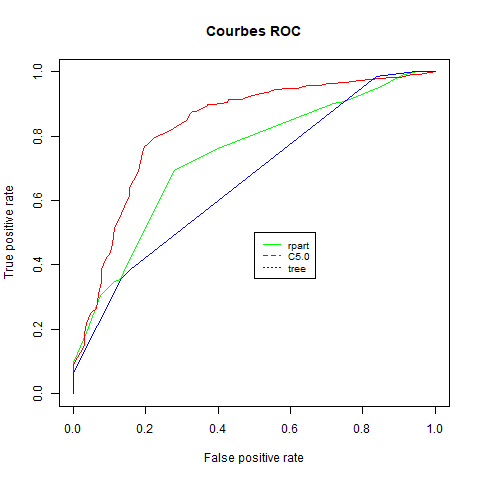 Courbes ROC
True positive rate
1.0
0.8
0.6
0.4
0.2
0.0
rpart
C5.0
tree
0.0 0.2 0.4 0.6 0.8 1.0
False positive rate